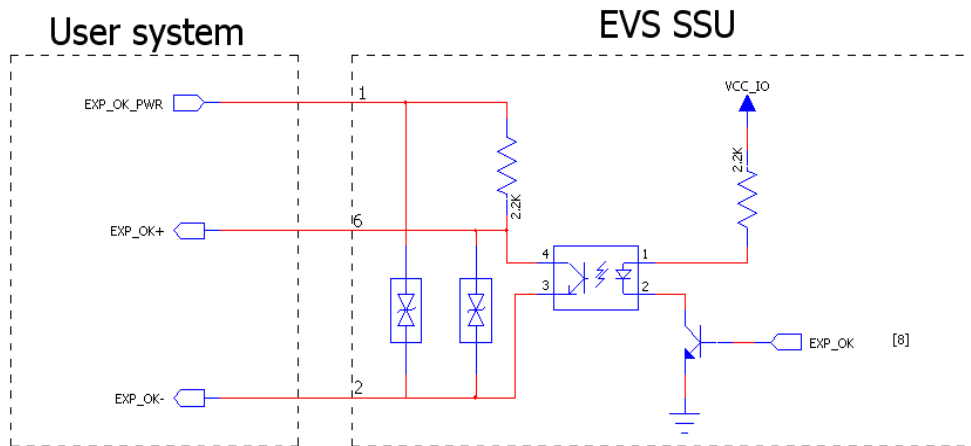 User system
EVS SSU
EXP_OK_PWR
1
VCC_IO
2.2K
2.2K
EXP_OK+
6
4
1
3
2
EXP_OK
[8]
EXP_OK-
2